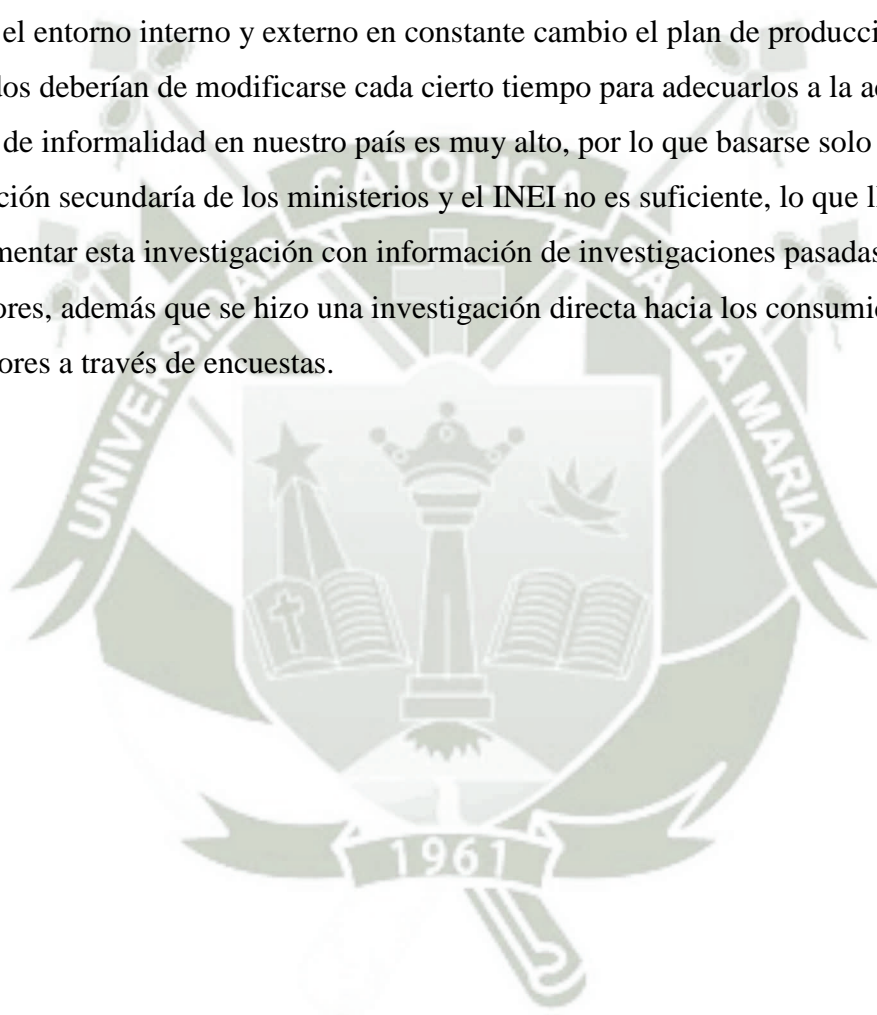 el entorno interno y externo en constante cambio el plan de producci
dos deberían de modificarse cada cierto tiempo para adecuarlos a la a
de informalidad en nuestro país es muy alto, por lo que basarse solo
ción secundaría de los ministerios y el INEI no es suficiente, lo que l
mentar esta investigación con información de investigaciones pasadas
ores, además que se hizo una investigación directa hacia los consumi
ores a través de encuestas.
UNIVERSIDAD CATOLICA SANTA MARIA
1961